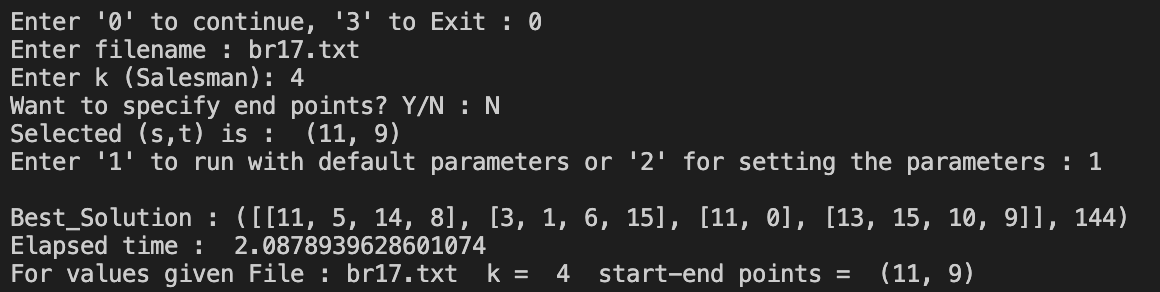 Enter '0' to continue, '3' to Exit : 0
Enter filename : br17.txt
Enter k (Salesman): 4
Want to specify end points? Y/N : N
Selected (s,t) is :  (11, 9)
Enter '1' to run with default parameters or '2' for setting the parameters : 1
Best_Solution : ([[11, 5, 14, 8], [3, 1, 6, 15], [11, 0], [13, 15, 10, 9]], 144)
Elapsed time :  2.0878939628601074
For values given File : br17.txt  k =  4  start-end points =  (11, 9)